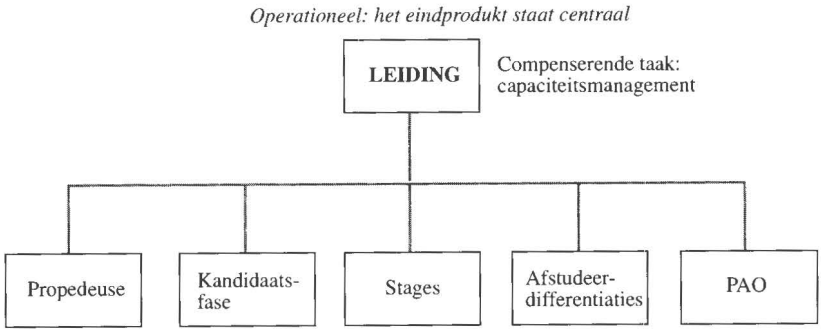 Operationeel: het eindprodukt staat centraal
LEIDING
Compenserende taak:
capaciteitsmanagement
Propedeuse
Kandidaats-
fase
Stages
Afstudeer-
differentiaties
PAO